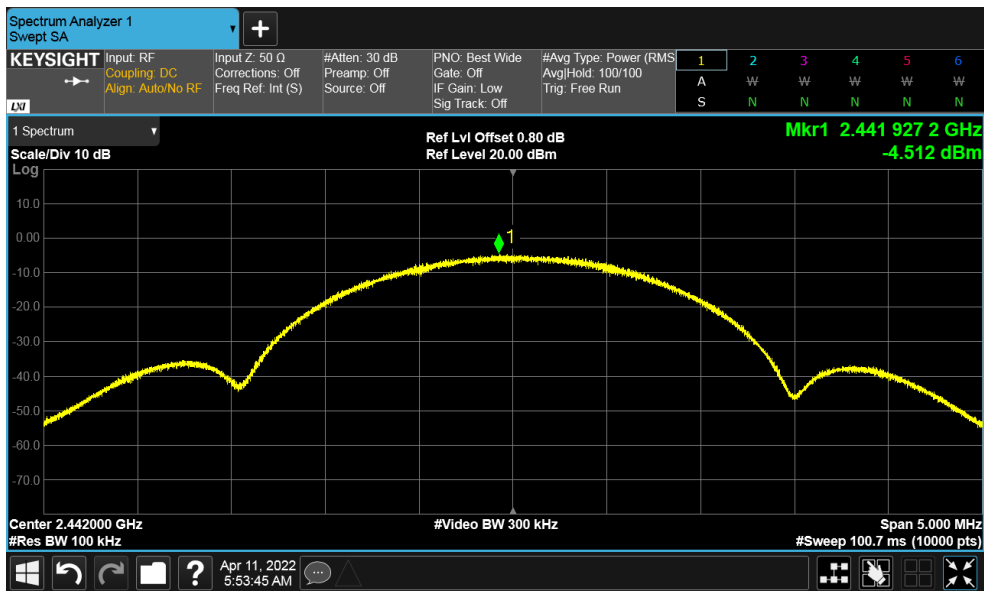 Spectrum Analyzer 1
Swept SA
+
KEYSIGHT
LXI
Input: RF
Coupling: DC
Align: Auto/No RF
Input Z: 50 Ω
Corrections: Off
Freq Ref: Int (S)
#Atten: 30 dB
Preamp: Off
Source: Off
PNO: Best Wide
Gate: Off
IF Gain: Low
Sig Track: Off
#Avg Type: Power (RMS
Avg|Hold: 100/100
Trig: Free Run
1 2 3 4 5 6
A W W W W W
S N N N N N
1 Spectrum
Scale/Div 10 dB
Ref Lvl Offset 0.80 dB
Ref Level 20.00 dBm
Mkr1 2.441 927 2 GHz
-4.512 dBm
Log
10.0
0.00
1
-10.0
-20.0
-30.0
-40.0
-50.0
-60.0
-70.0
Center 2.442000 GHz
#Video BW 300 kHz
Span 5.000 MHz
#Res BW 100 kHz
#Sweep 100.7 ms (10000 pts)
?
Apr 11, 2022
5:53:45 AM